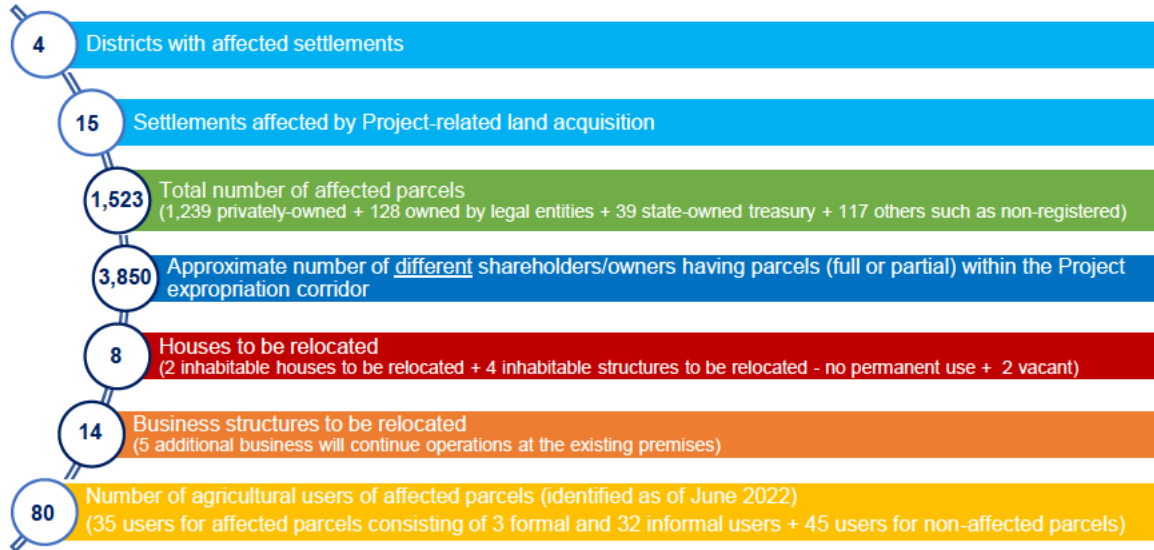 4
Districts with affected settlements
15
Settlements affected by Project-related land acquisition
1,523
Total number of affected parcels
(1,239 privately-owned + 128 owned by legal entities + 39 state-owned treasury + 117 others such as non-registered)
3,850
Approximate number of different shareholders/owners having parcels (full or partial) within the Project
expropriation corridor
8
Houses to be relocated
(2 inhabitable houses to be relocated + 4 inhabitable structures to be relocated - no permanent use + 2 vacant)
14
Business structures to be relocated
(5 additional business will continue operations at the existing premises)
80
Number of agricultural users of affected parcels (identified as of June 2022)
(35 users for affected parcels consisting of 3 formal and 32 informal users + 45 users for non-affected parcels)